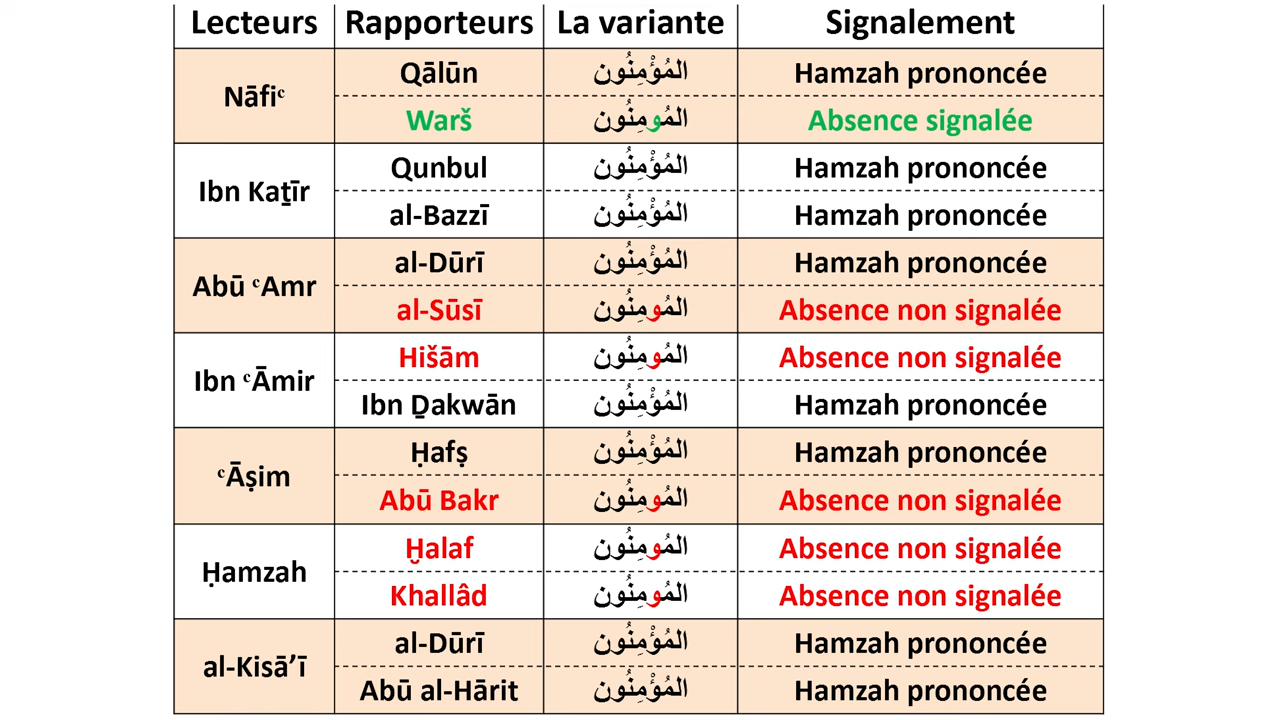 Lecteurs Rapporteurs La variante Signalement
Nāfiᶜ
Qālūn المُؤْمِنُون Hamzah prononcée
Warš المُومِنُون Absence signalée
Ibn Kaṯīr
Qunbul المُؤْمِنُون Hamzah prononcée
al-Bazzī المُؤْمِنُون Hamzah prononcée
Abū ᶜAmr
al-Dūrī المُؤْمِنُون Hamzah prononcée
al-Sūsī المُومِنُون Absence non signalée
Ibn ᶜĀmir
Hišām المُومِنُون Absence non signalée
Ibn Ḏakwān المُؤْمِنُون Hamzah prononcée
ᶜĀṣim
Ḥafṣ المُؤْمِنُون Hamzah prononcée
Abū Bakr المُومِنُون Absence non signalée
Ḥamzah
Ḫalaf المُومِنُون Absence non signalée
Khallâd المُومِنُون Absence non signalée
al-Kisā’ī
al-Dūrī المُؤْمِنُون Hamzah prononcée
Abū al-Hārit المُؤْمِنُون Hamzah prononcée